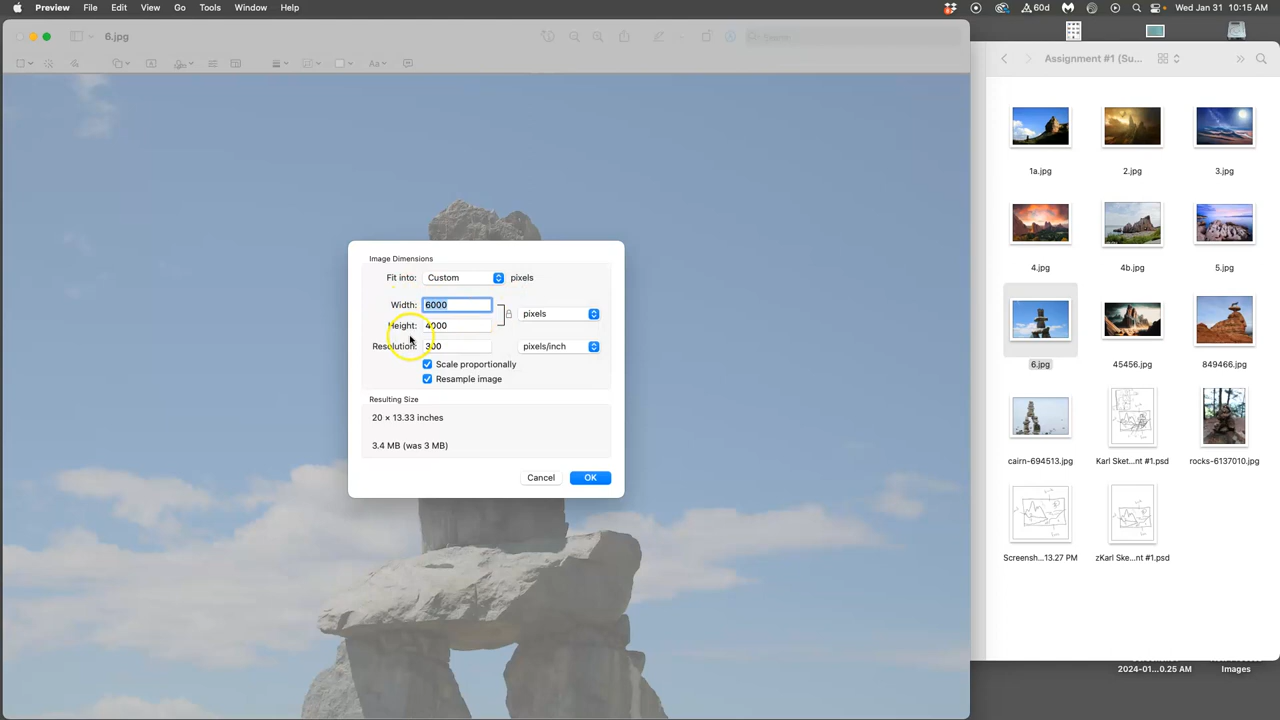 Preview File Edit View Go Tools Window Help
60d Wed Jan 31 10:15 AM
6.jpg
Search
Aa
Assignment #1 (Su...
Image Dimensions
Fit into: Custom pixels
Width: 6000
pixels
Height: 4000
Resolution: 300 pixels/inch
Scale proportionally
Resample image
Resulting Size
20 × 13.33 inches
3.4 MB (was 3 MB)
Cancel OK
1a.jpg 2.jpg 3.jpg
4.jpg 4b.jpg 5.jpg
6.jpg 45456.jpg 849466.jpg
cairn-694513.jpg Karl Sket...nt #1.psd rocks-6137010.jpg
Screensh...13.27 PM zKarl Ske...nt #1.psd
2024-01...0.25 AM Images